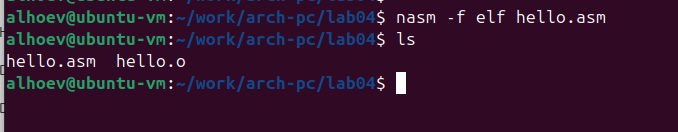 alhoev@ubuntu-vm:~/work/arch-pc/lab04$ nasm -f elf hello.asm
alhoev@ubuntu-vm:~/work/arch-pc/lab04$ ls
hello.asm  hello.o
alhoev@ubuntu-vm:~/work/arch-pc/lab04$